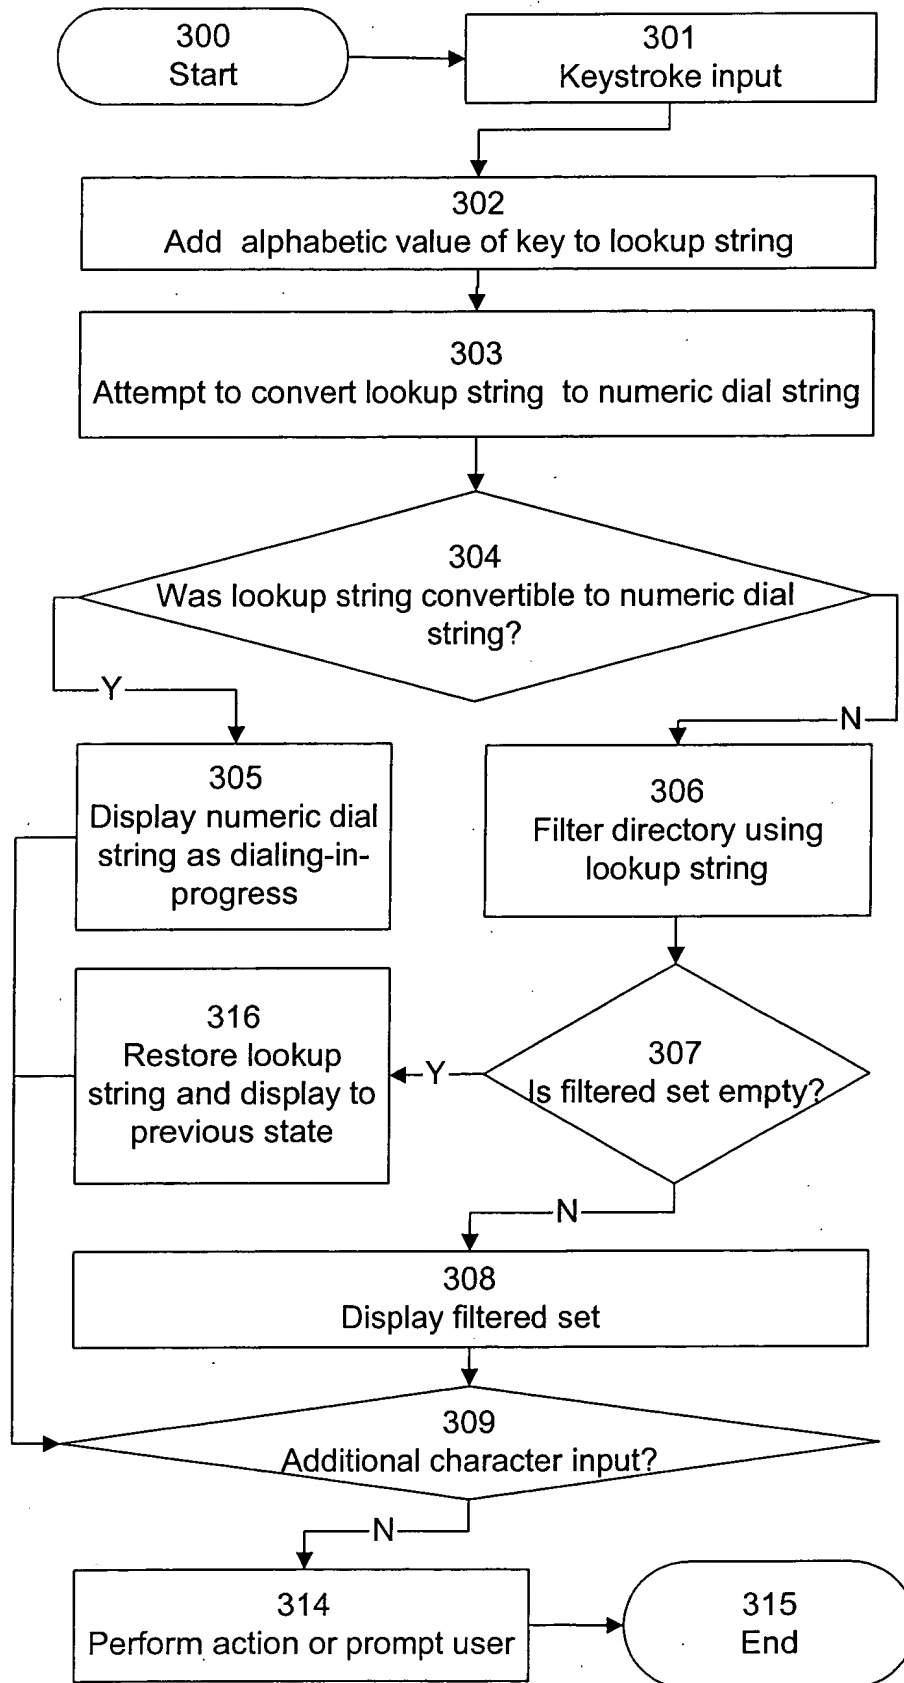 300
Start
301
Keystroke input
302
Add alphabetic value of key to lookup string
303
Attempt to convert lookup string to numeric dial string
304
Was lookup string convertible to numeric dial
string?
Y
N
305
Display numeric dial
string as dialing-in-
progress
306
Filter directory using
lookup string
316
Restore lookup
string and display to
previous state
Y
307
Is filtered set empty?
N
308
Display filtered set
309
Additional character input?
N
314
Perform action or prompt user
315
End